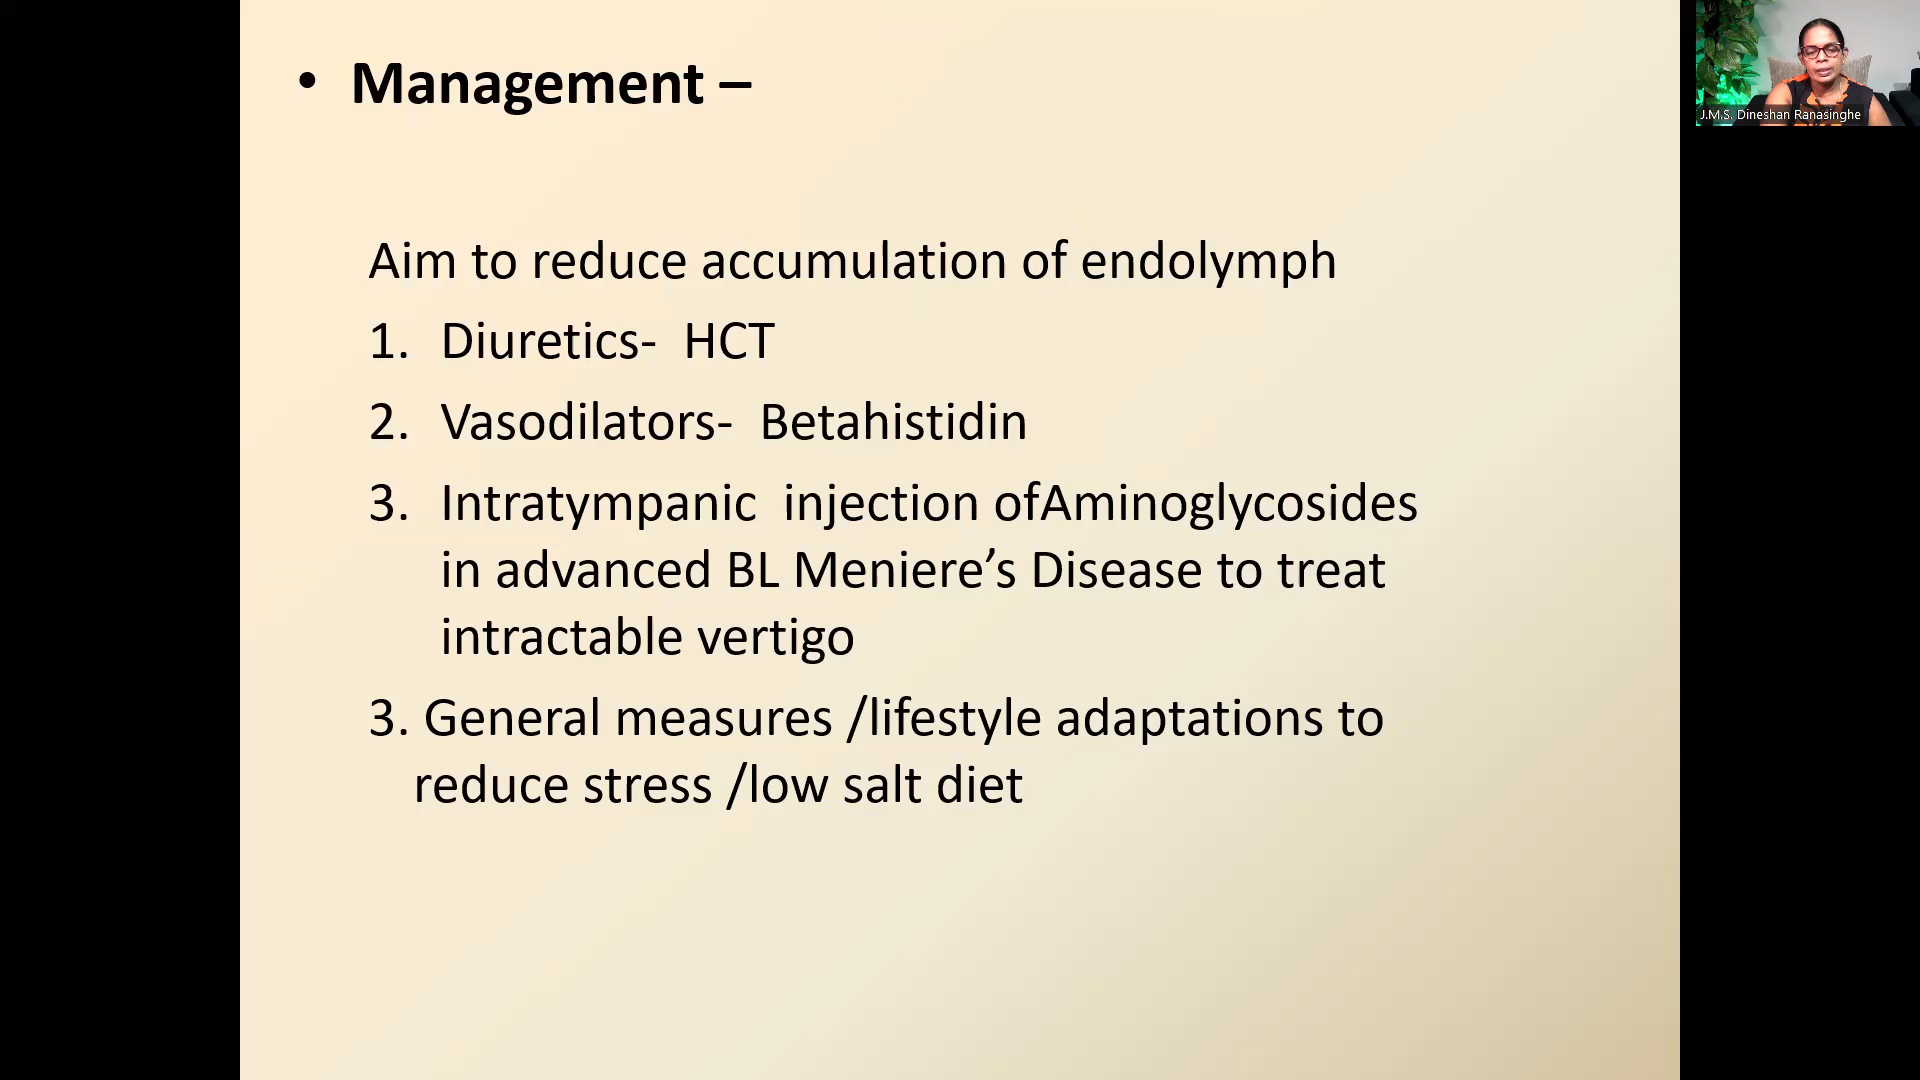 • Management –
J.M.S. Dineshan Ranasinghe
Aim to reduce accumulation of endolymph
1. Diuretics- HCT
2. Vasodilators- Betahistidin
3. Intratympanic injection ofAminoglycosides
in advanced BL Meniere’s Disease to treat
intractable vertigo
3. General measures /lifestyle adaptations to
reduce stress /low salt diet